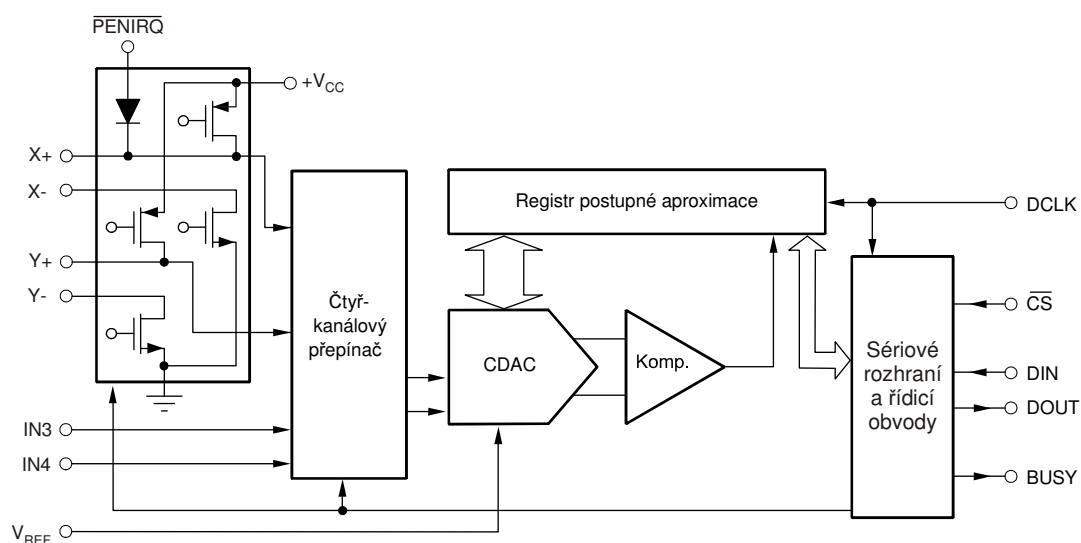 PENIRQ
+VCC
X+
X-
Y+
Y-
IN3
IN4
VREF
Čtyř-
kanálový
přepínač
Registr postupné aproximace
CDAC
Komp.
Sériové
rozhraní
a řídicí
obvody
DCLK
CS
DIN
DOUT
BUSY